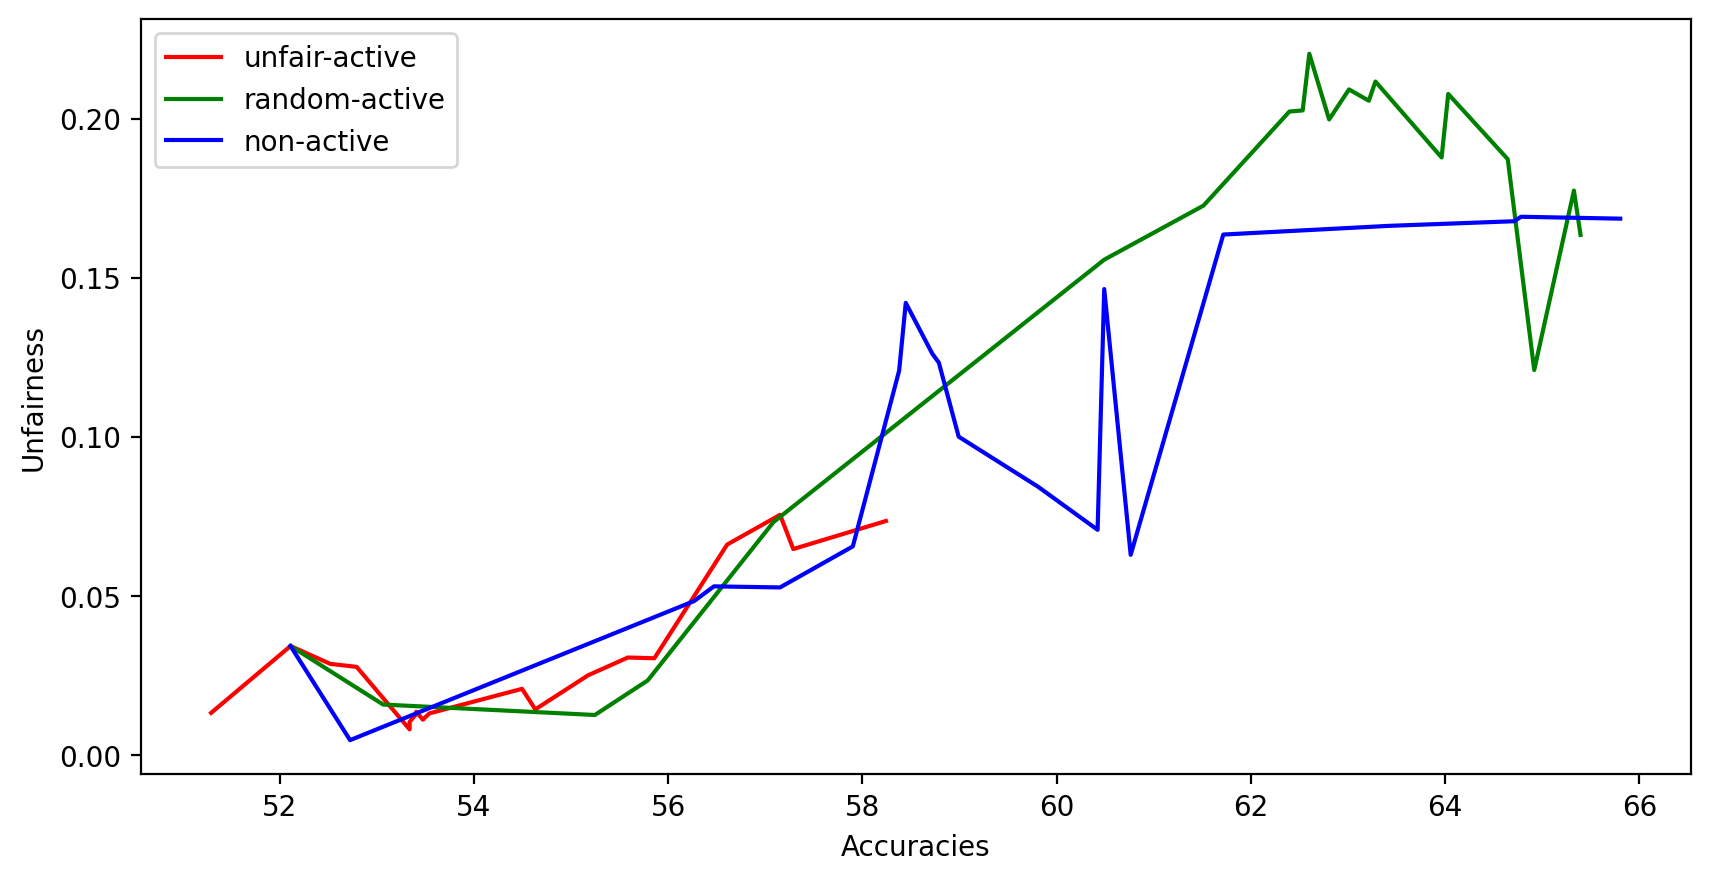 unfair-active
random-active
non-active
0.20
0.15
0.10
0.05
0.00
Unfairness
52 54 56 58 60 62 64 66
Accuracies